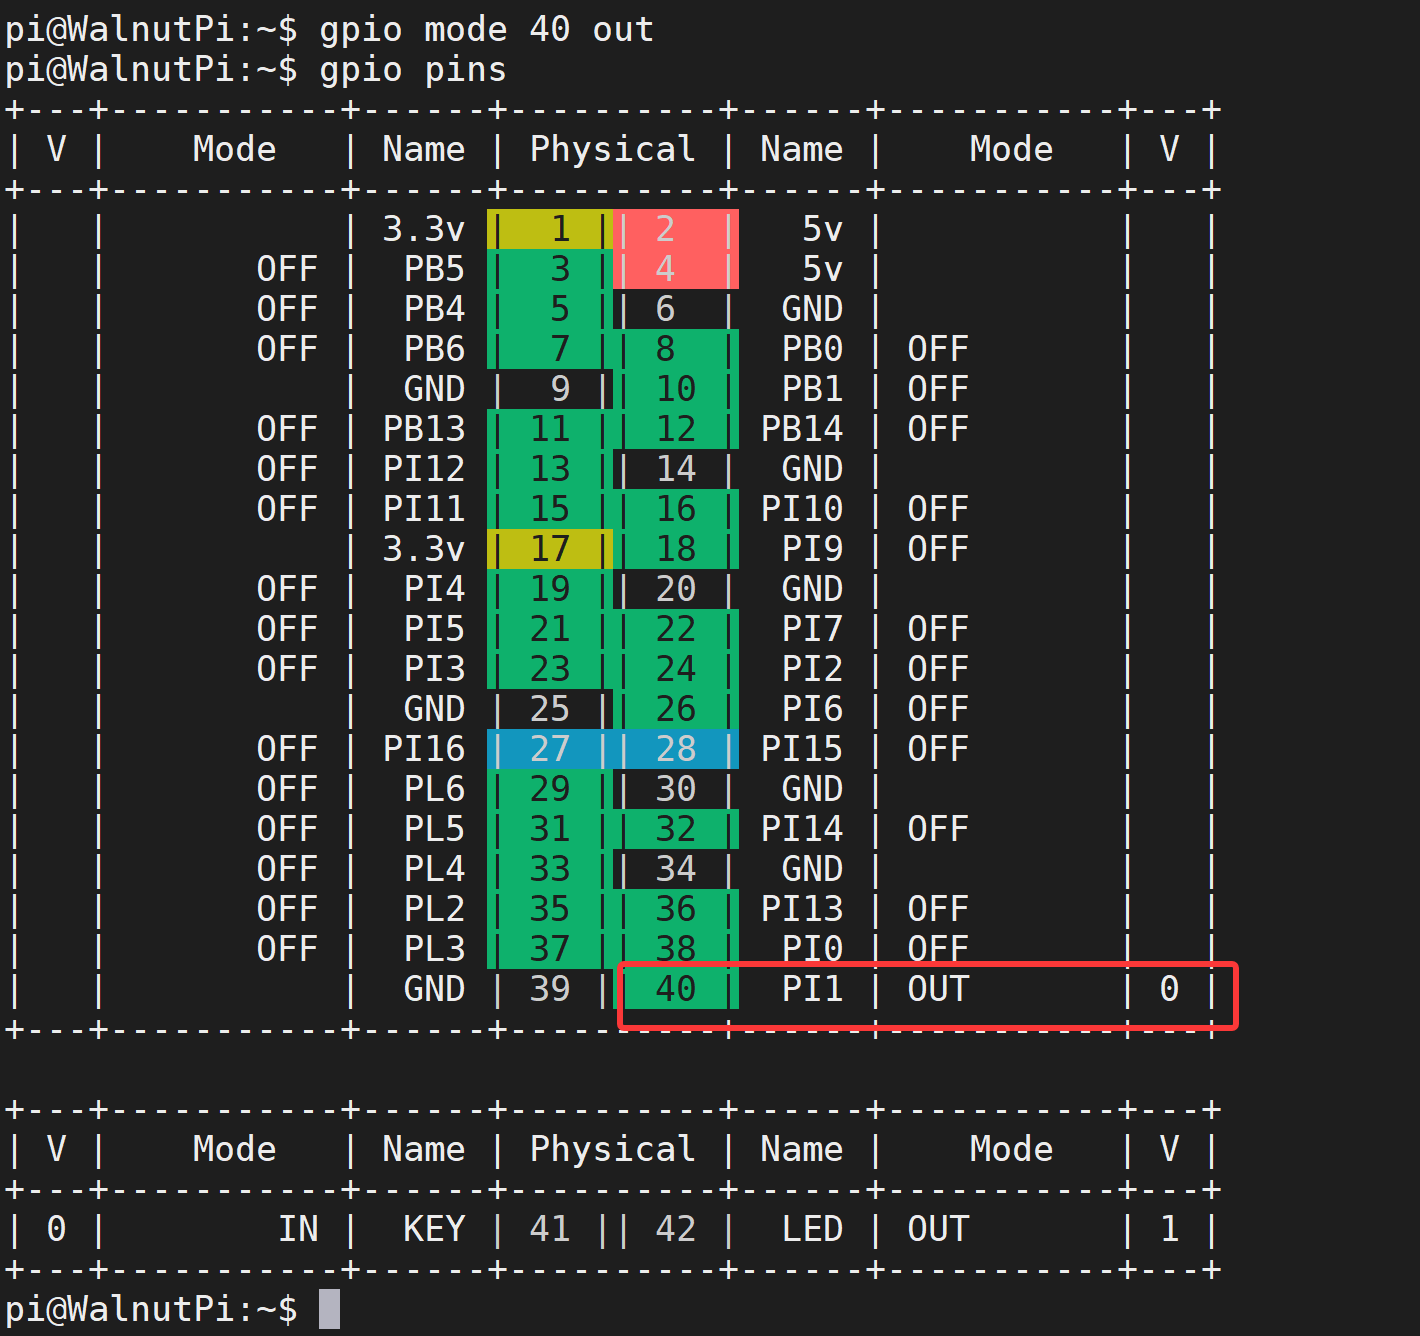 pi@WalnutPi:~$ gpio mode 40 out
pi@WalnutPi:~$ gpio pins
+---+-----------+------+----------+------+-----------+---+
| V |    Mode   | Name | Physical | Name |    Mode   | V |
+---+-----------+------+----------+------+-----------+---+
|   |           | 3.3v |  1 || 2  |   5v |           |   |
|   |       OFF |  PB5 |  3 || 4  |   5v |           |   |
|   |       OFF |  PB4 |  5 || 6  |  GND |           |   |
|   |       OFF |  PB6 |  7 || 8  |  PB0 | OFF       |   |
|   |           |  GND |  9 || 10 |  PB1 | OFF       |   |
|   |       OFF | PB13 | 11 || 12 | PB14 | OFF       |   |
|   |       OFF | PI12 | 13 || 14 |  GND |           |   |
|   |       OFF | PI11 | 15 || 16 | PI10 | OFF       |   |
|   |           | 3.3v | 17 || 18 |  PI9 | OFF       |   |
|   |       OFF |  PI4 | 19 || 20 |  GND |           |   |
|   |       OFF |  PI5 | 21 || 22 |  PI7 | OFF       |   |
|   |       OFF |  PI3 | 23 || 24 |  PI2 | OFF       |   |
|   |           |  GND | 25 || 26 |  PI6 | OFF       |   |
|   |       OFF | PI16 | 27 || 28 | PI15 | OFF       |   |
|   |       OFF |  PL6 | 29 || 30 |  GND |           |   |
|   |       OFF |  PL5 | 31 || 32 | PI14 | OFF       |   |
|   |       OFF |  PL4 | 33 || 34 |  GND |           |   |
|   |       OFF |  PL2 | 35 || 36 | PI13 | OFF       |   |
|   |       OFF |  PL3 | 37 || 38 |  PI0 | OFF       |   |
|   |           |  GND | 39 || 40 |  PI1 | OUT       | 0 |
+---+-----------+------+----------+------+-----------+---+
+---+-----------+------+----------+------+-----------+---+
| V |    Mode   | Name | Physical | Name |    Mode   | V |
+---+-----------+------+----------+------+-----------+---+
| 0 |        IN |  KEY | 41 || 42 |  LED | OUT       | 1 |
+---+-----------+------+----------+------+-----------+---+
pi@WalnutPi:~$